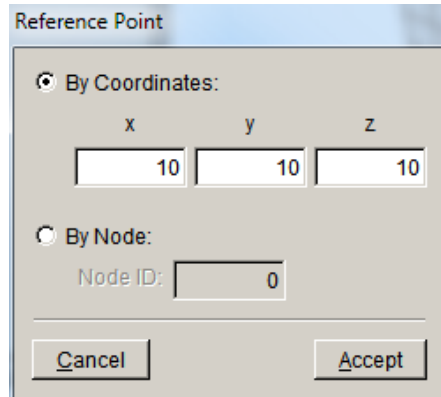 Reference Point
By Coordinates:
x y z
10 10 10
By Node:
Node ID: 0
Cancel Accept